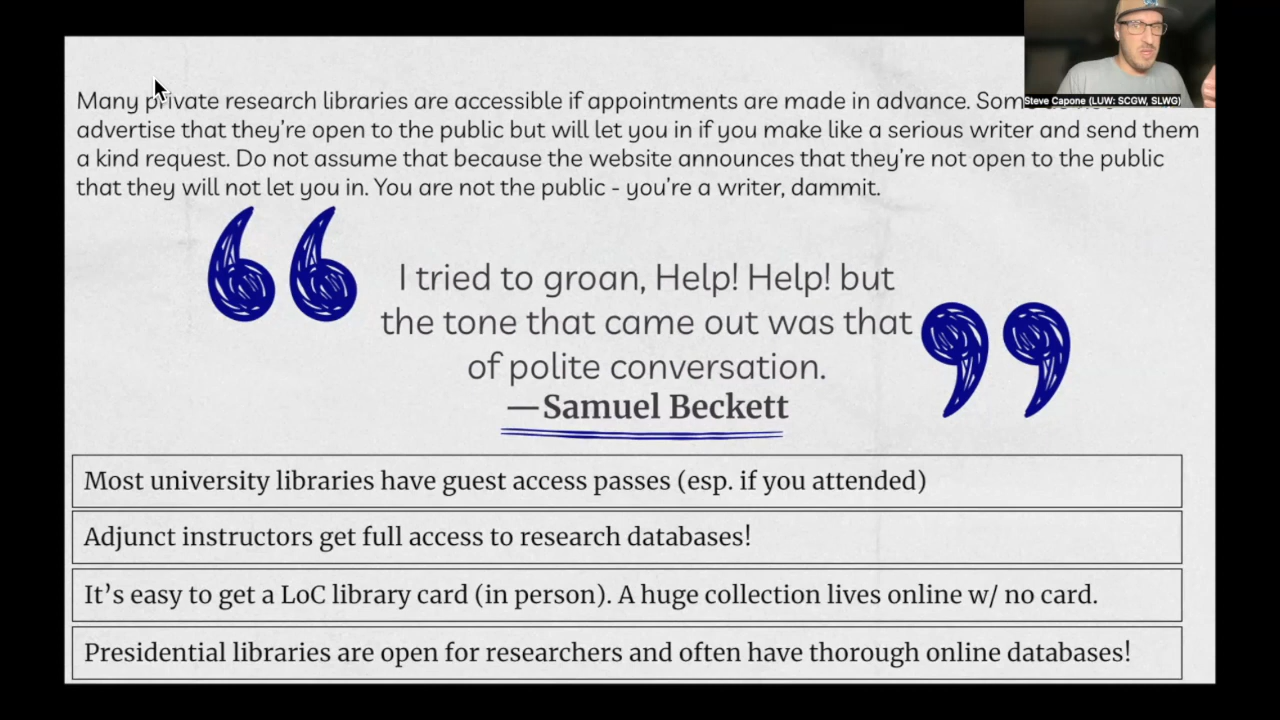 Many private research libraries are accessible if appointments are made in advance. Som
advertise that they're open to the public but will let you in if you make like a serious writer and send them
a kind request. Do not assume that because the website announces that they're not open to the public
that they will not let you in. You are not the public - you're a writer, dammit.
Steve Capone (LUW: SCGW, SLWG)
“
I tried to groan, Help! Help! but
the tone that came out was that
of polite conversation.
”
—Samuel Beckett
Most university libraries have guest access passes (esp. if you attended)
Adjunct instructors get full access to research databases!
It’s easy to get a LoC library card (in person). A huge collection lives online w/ no card.
Presidential libraries are open for researchers and often have thorough online databases!